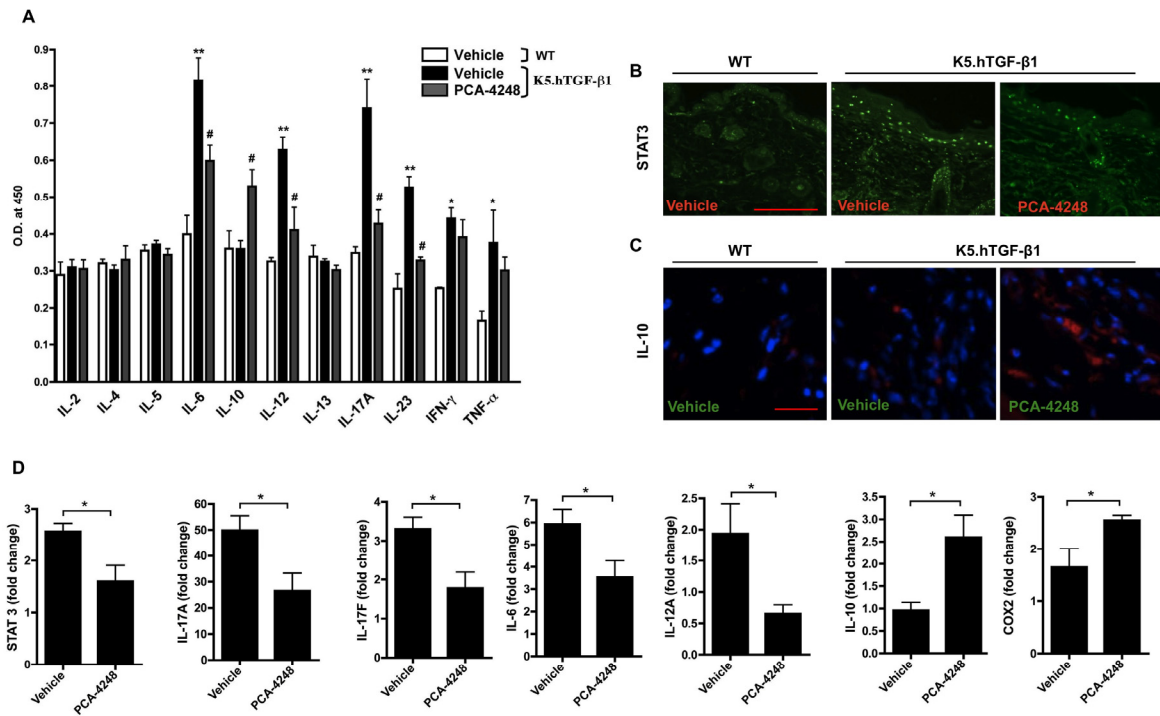 A
Vehicle WT
Vehicle
PCA-4248
K5.hTGF-β1
O.D. at 450
0.9
0.8
0.7
0.6
0.5
0.4
0.3
0.2
0.1
0.0
** # # ** # ** # ** # * *
IL-2 IL-4 IL-5 IL-6 IL-10 IL-12 IL-13 IL-17A IL-23 IFN-γ TNF-α
B
WT K5.hTGF-β1
STAT3
Vehicle Vehicle PCA-4248
C
WT K5.hTGF-β1
IL-10
Vehicle Vehicle PCA-4248
D
STAT 3 (fold change)
3
2
1
0
*
Vehicle PCA-4248
IL-17A (fold change)
60
50
40
30
20
10
0
*
Vehicle PCA-4248
IL-17F (fold change)
4
3
2
1
0
*
Vehicle PCA-4248
IL-6 (fold change)
7
6
5
4
3
2
1
0
*
Vehicle PCA-4248
IL-12A (fold change)
2.5
2.0
1.5
1.0
0.5
0.0
*
Vehicle PCA-4248
IL-10 (fold change)
3.5
3.0
2.5
2.0
1.5
1.0
0.5
0.0
*
Vehicle PCA-4248
COX2 (fold change)
3
2
1
0
*
Vehicle PCA-4248